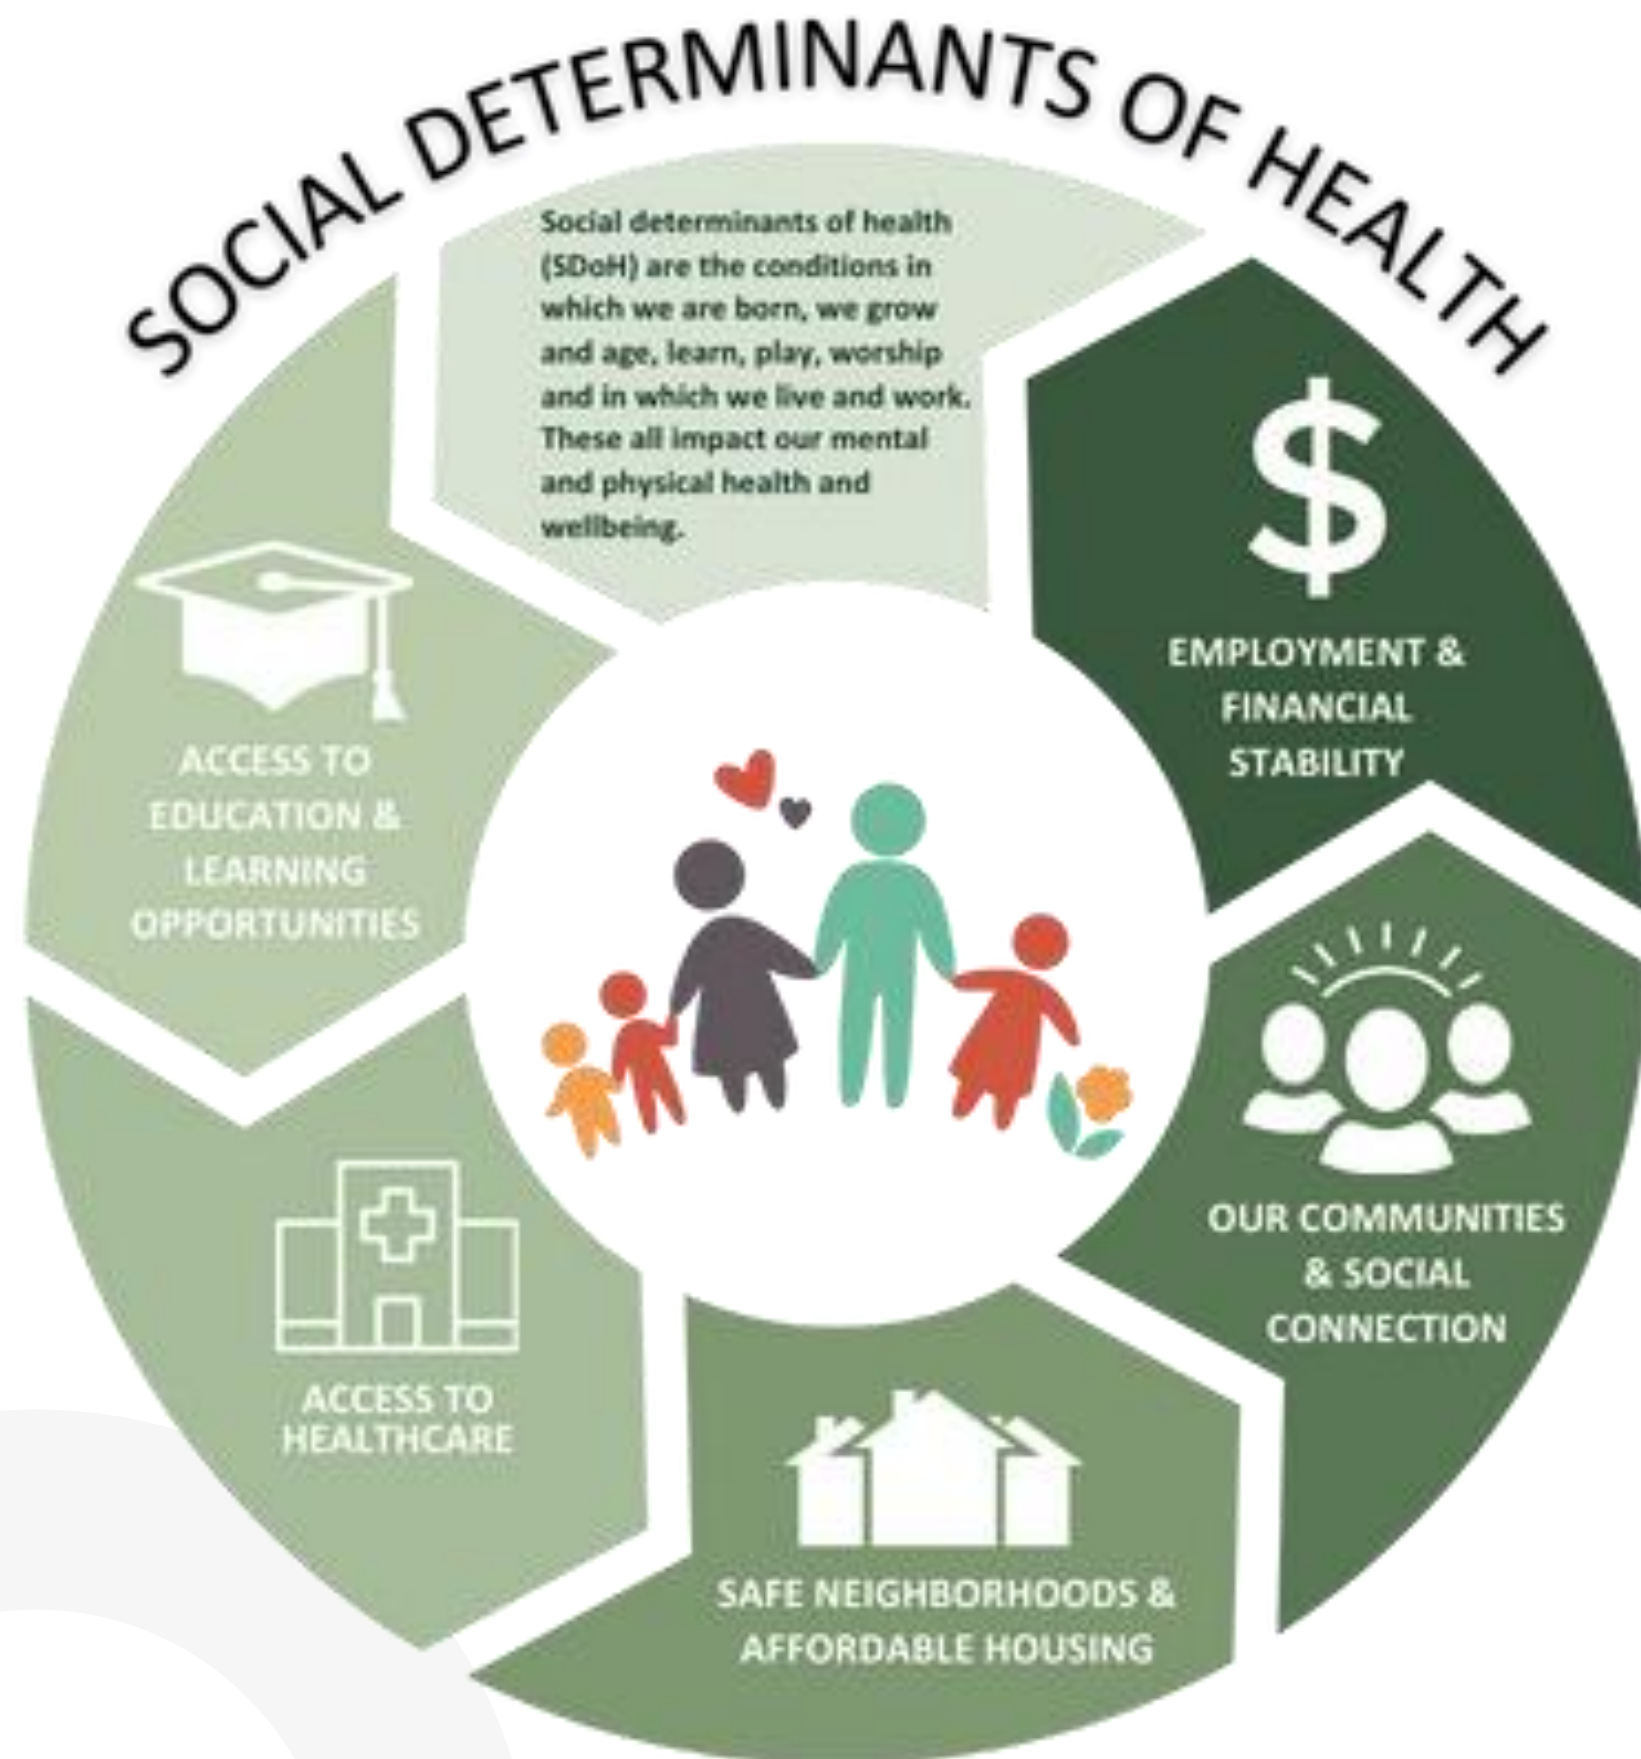 SOCIAL DETERMINANTS OF HEALTH
Social determinants of health
(SDoH) are the conditions in
which we are born, we grow
and age, learn, play, worship
and in which we live and work.
These all impact our mental
and physical health and
wellbeing.
$
EMPLOYMENT &
FINANCIAL
STABILITY
OUR COMMUNITIES
& SOCIAL
CONNECTION
SAFE NEIGHBORHOODS &
AFFORDABLE HOUSING
ACCESS TO
HEALTHCARE
ACCESS TO
EDUCATION &
LEARNING
OPPORTUNITIES